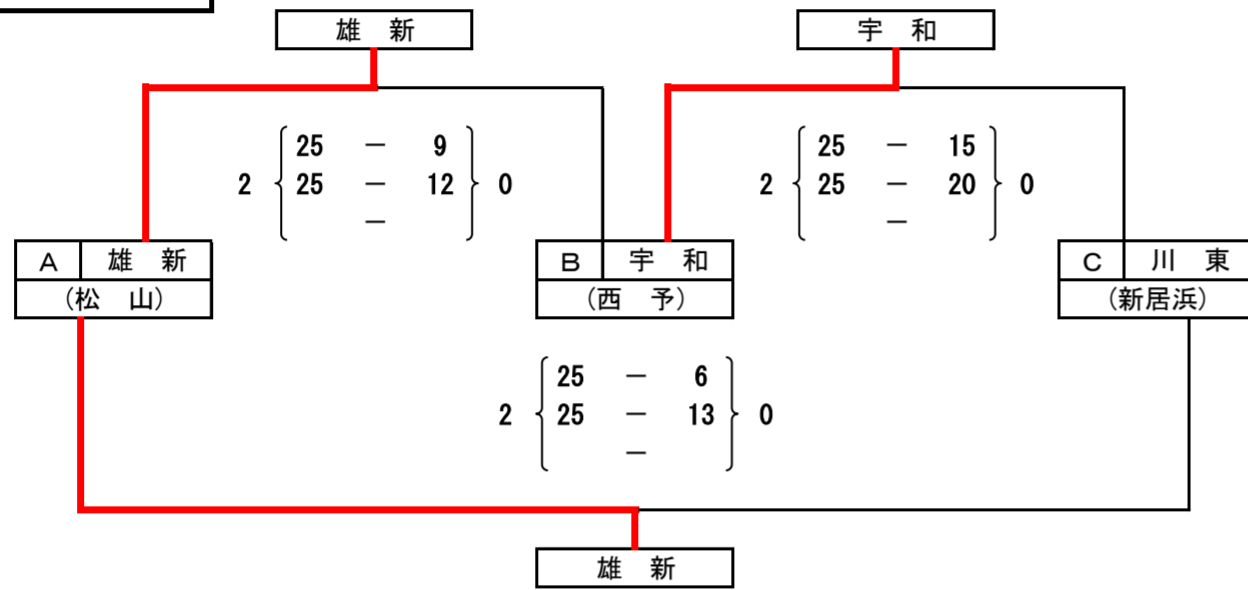 雄 新
宇 和
25 － 9
2 25 － 12 0
－
25 － 15
2 25 － 20 0
－
A 雄 新
(松 山)
B 宇 和
(西 予)
C 川 東
(新居浜)
25 － 6
2 25 － 13 0
－
雄 新